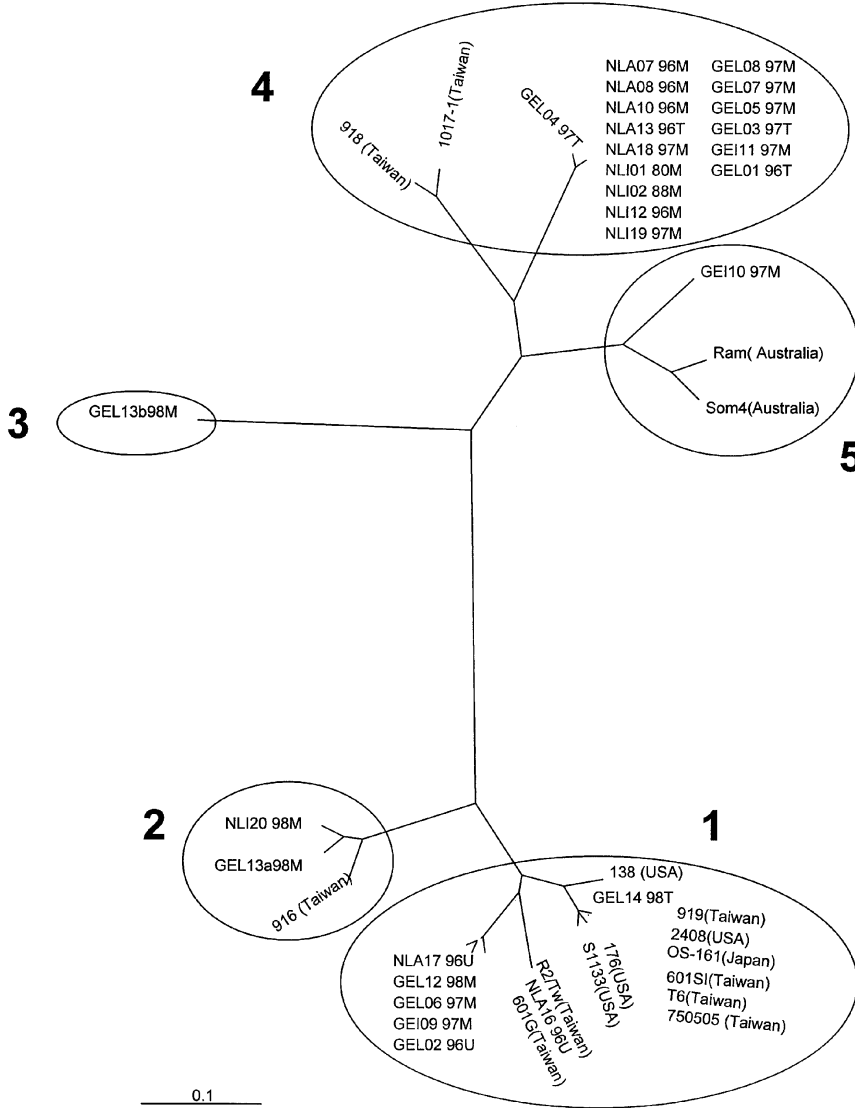 4
1017-1(Taiwan)
918 (Taiwan)
GEL04 97T
NLA07 96M
NLA08 96M
NLA10 96M
NLA13 96T
NLA18 97M
NLI01 80M
NLI02 88M
NLI12 96M
NLI19 97M
GEL08 97M
GEL07 97M
GEL05 97M
GEL03 97T
GEI11 97M
GEL01 96T
GEI10 97M
Ram( Australia)
Som4(Australia)
5
3
GEL13b98M
2
NLI20 98M
GEL13a98M
916 (Taiwan)
1
138 (USA)
GEL14 98T
919(Taiwan)
2408(USA)
OS-161(Japan)
601SI(Taiwan)
T6(Taiwan)
750505 (Taiwan)
176(USA)
S1133(USA)
R2/Tw(Taiwan)
NLA16 96U
601G(Taiwan)
NLA17 96U
GEL12 98M
GEL06 97M
GEI09 97M
GEL02 96U
0.1